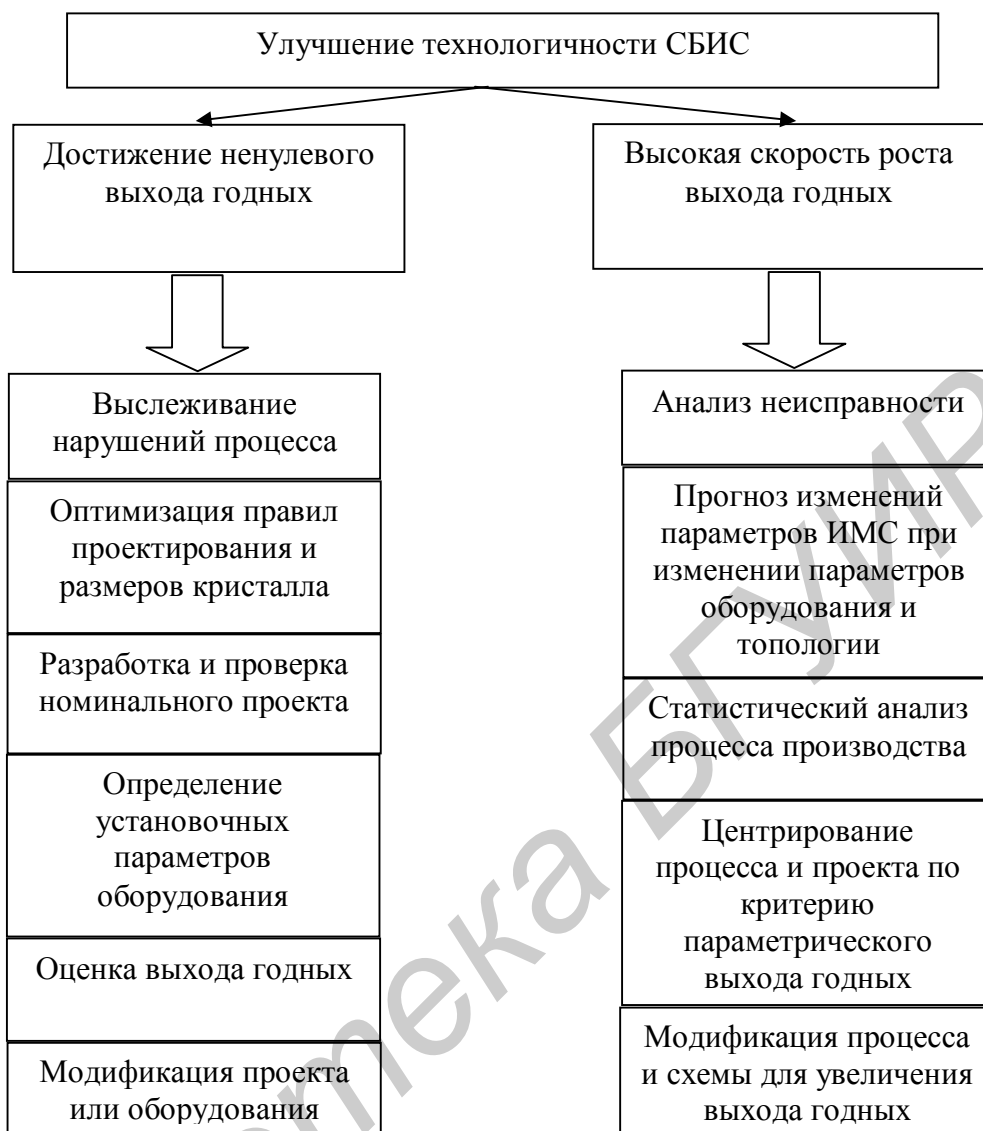 Улучшение технологичности СБИС
Достижение ненулевого
выхода годных
Высокая скорость роста
выхода годных
Выслеживание
нарушений процесса
Оптимизация правил
проектирования и
размеров кристалла
Разработка и проверка
номинального проекта
Определение
установочных
параметров
оборудования
Оценка выхода годных
Модификация проекта
или оборудования
Анализ неисправности
Прогноз изменений
параметров ИМС при
изменении параметров
оборудования и
топологии
Статистический анализ
процесса производства
Центрирование
процесса и проекта по
критерию
параметрического
выхода годных
Модификация процесса
и схемы для увеличения
выхода годных
тека БГУИР